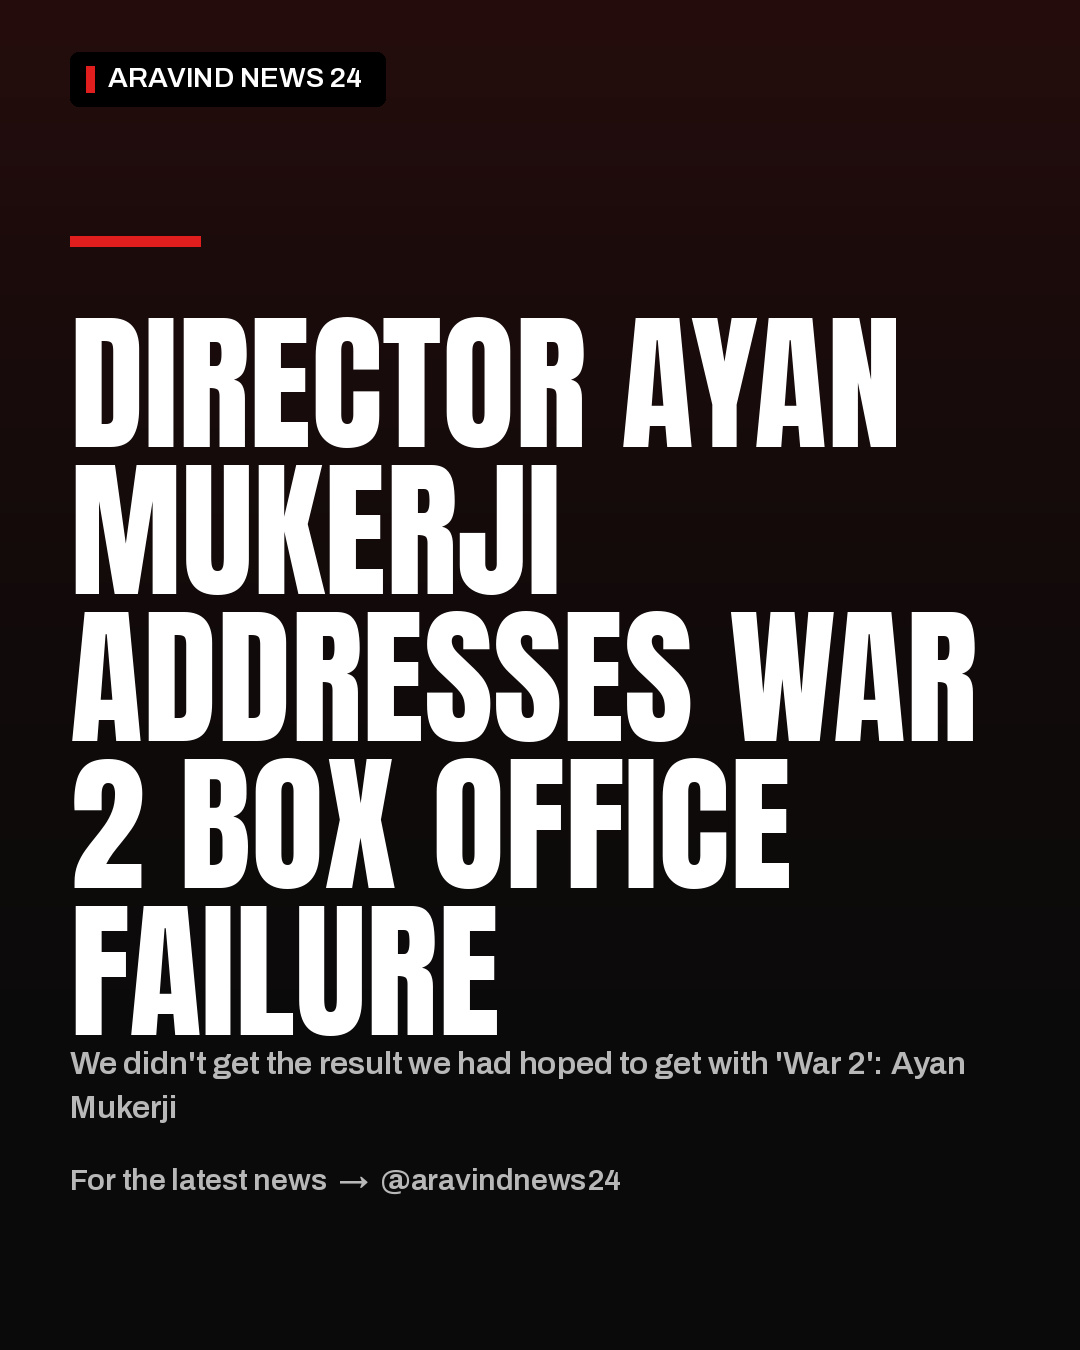 ARAVIND NEWS 24
DIRECTOR AYAN
MUKERJI
ADDRESSES WAR
2 BOX OFFICE
FAILURE
We didn't get the result we had hoped to get with 'War 2': Ayan
Mukerji
For the latest news → @aravindnews24